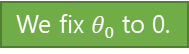 We fix θ₀ to 0.